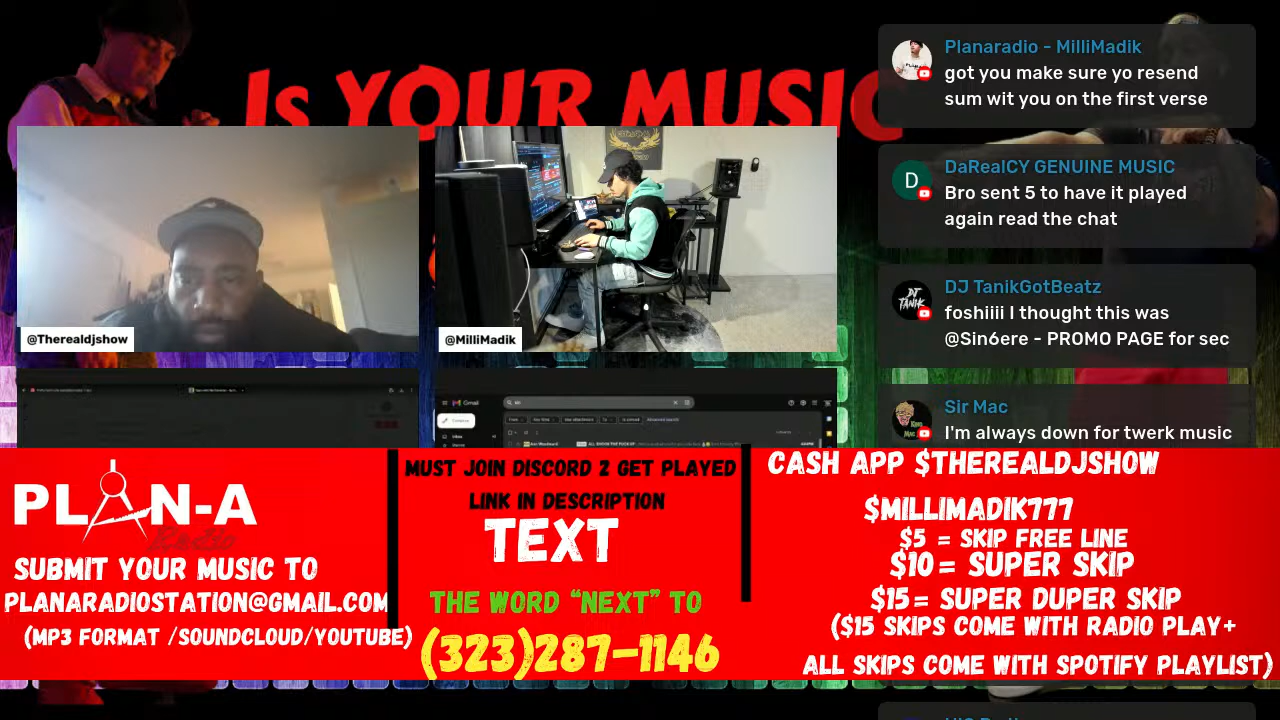 Is YOUR MUSIC
Planaradio - MilliMadik
got you make sure yo resend
sum wit you on the first verse
D
DaRealCY GENUINE MUSIC
Bro sent 5 to have it played
again read the chat
DJ TANIK
DJ TanikGotBeatz
foshiiii I thought this was
@Sin6ere - PROMO PAGE for sec
Sir Mac
I'm always down for twerk music
@Therealdjshow
@MilliMadik
Gmail
PLAN-A
Radio
SUBMIT YOUR MUSIC TO
PLANARADIOSTATION@GMAIL.COM
(MP3 FORMAT /SOUNDCLOUD/YOUTUBE)
MUST JOIN DISCORD 2 GET PLAYED
LINK IN DESCRIPTION
TEXT
THE WORD “NEXT” TO
(323)287-1146
CASH APP $THEREALDJSHOW
$MILLIMADIK777
$5 = SKIP FREE LINE
$10= SUPER SKIP
$15= SUPER DUPER SKIP
($15 SKIPS COME WITH RADIO PLAY+
ALL SKIPS COME WITH SPOTIFY PLAYLIST)